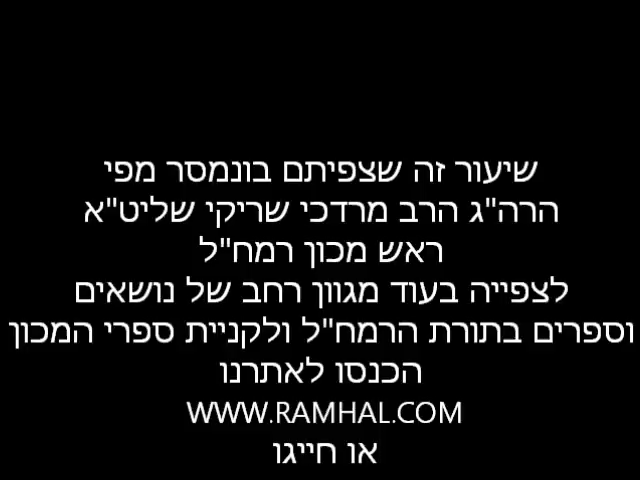 שיעור זה שצפיתם בונמסר מפי
הרה"ג הרב מרדכי שריקי שליט"א
ראש מכון רמח"ל
לצפייה בעוד מגוון רחב של נושאים
וספרים בתורת הרמח"ל ולקניית ספרי המכון
הכנסו לאתרנו
WWW.RAMHAL.COM
או חייגו